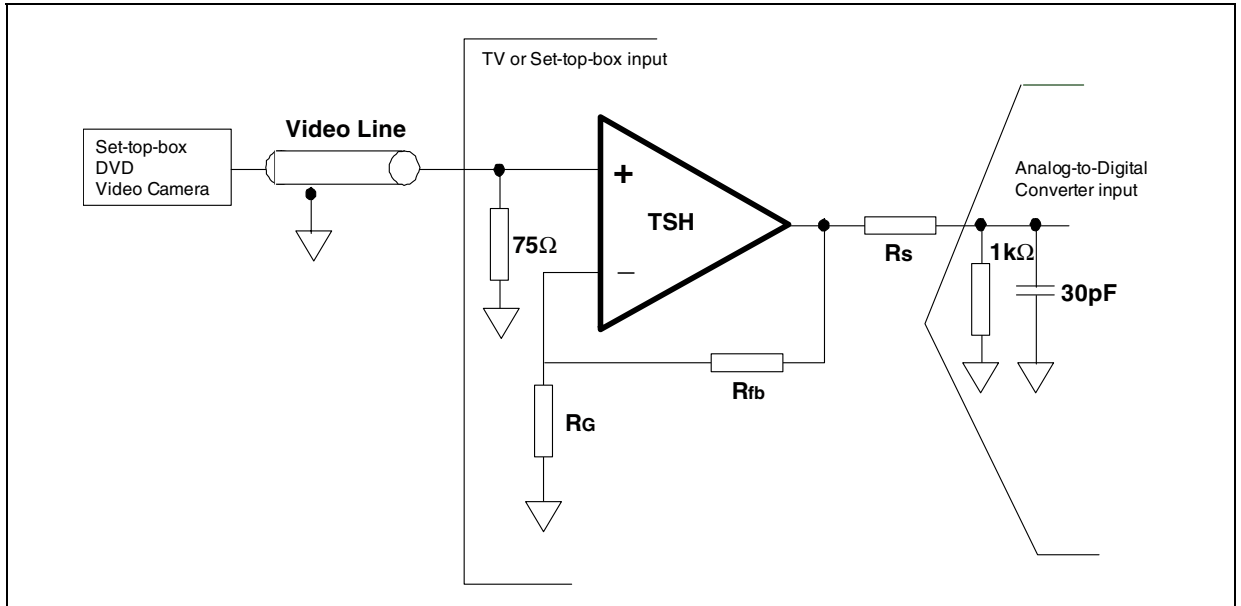 TV or Set-top-box input
Video Line
Set-top-box
DVD
Video Camera
+
TSH
−
75Ω
Rs
Analog-to-Digital
Converter input
1kΩ
30pF
Rfb
RG